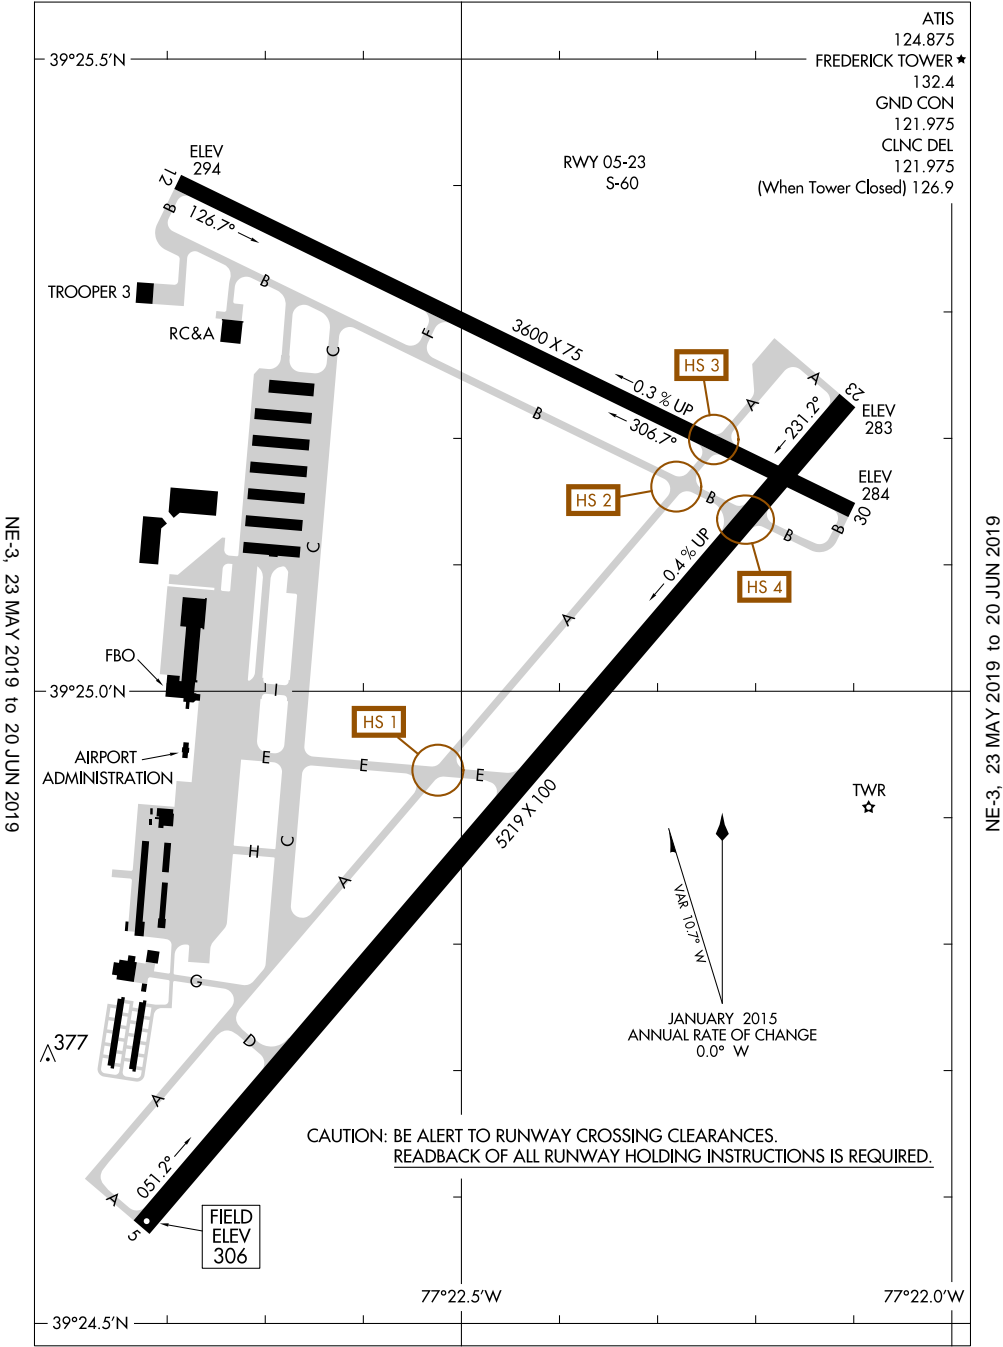 ATIS
124.875
39°25.5'N
FREDERICK TOWER ★
132.4
GND CON
121.975
CLNC DEL
121.975
(When Tower Closed) 126.9
RWY 05-23
S-60
ELEV
294
12
B
126.7°
TROOPER 3
B
RC&A
F
C
3600 X 75
HS 3
0.3 % UP
306.7°
A
A
23
231.2°
ELEV
283
B
HS 2
B
ELEV
284
30
B
B
HS 4
0.4 % UP
C
A
FBO
39°25.0'N
I
HS 1
AIRPORT
ADMINISTRATION
E
E
E
5219 X 100
TWR
H
C
A
VAR 10.7° W
G
JANUARY 2015
ANNUAL RATE OF CHANGE
0.0° W
377
D
A
CAUTION: BE ALERT TO RUNWAY CROSSING CLEARANCES.
READBACK OF ALL RUNWAY HOLDING INSTRUCTIONS IS REQUIRED.
051.2°
A
5
FIELD
ELEV
306
77°22.5'W
77°22.0'W
39°24.5'N
NE-3, 23 MAY 2019 to 20 JUN 2019
NE-3, 23 MAY 2019 to 20 JUN 2019